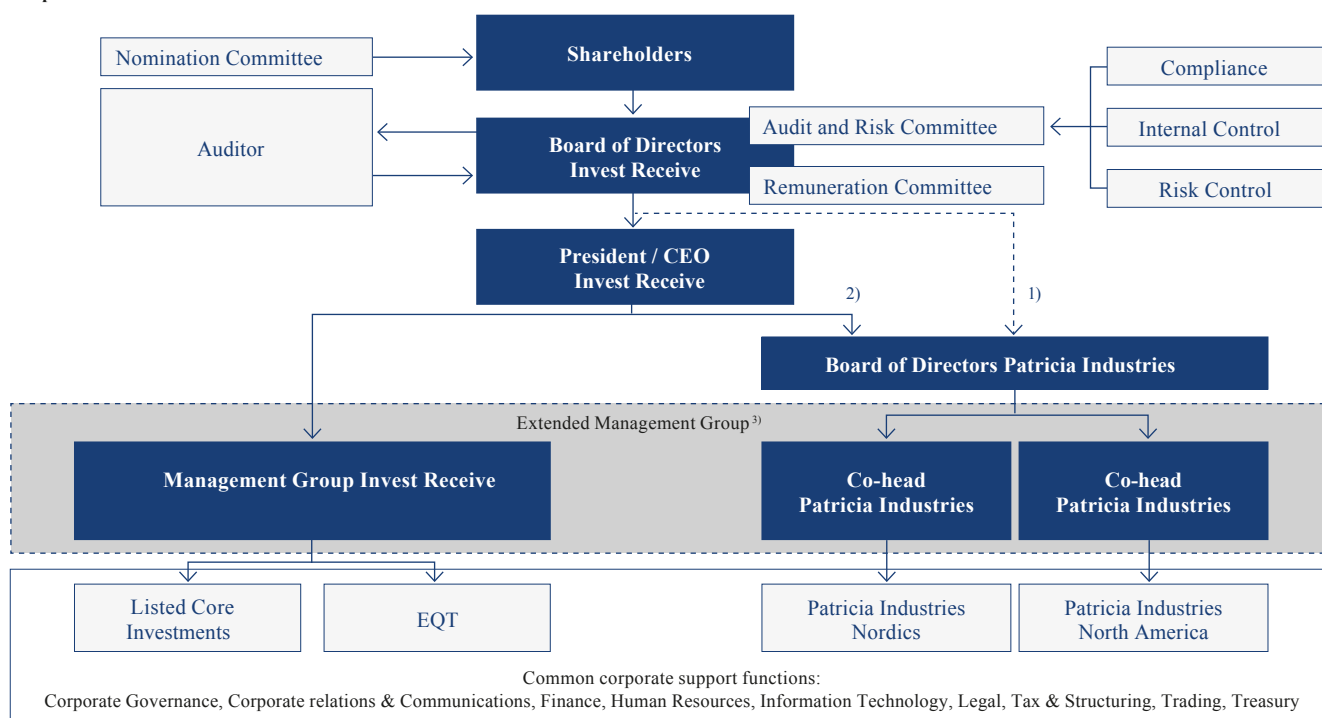 Nomination Committee
Shareholders
Compliance
Auditor
Board of Directors
Invest Receive
Audit and Risk Committee
Internal Control
Remuneration Committee
Risk Control
President / CEO
Invest Receive
2)
1)
Board of Directors Patricia Industries
Extended Management Group 3)
Management Group Invest Receive
Co-head
Patricia Industries
Co-head
Patricia Industries
Listed Core
Investments
EQT
Patricia Industries
Nordics
Patricia Industries
North America
Common corporate support functions:
Corporate Governance, Corporate relations & Communications, Finance, Human Resources, Information Technology, Legal, Tax & Structuring, Trading, Treasury